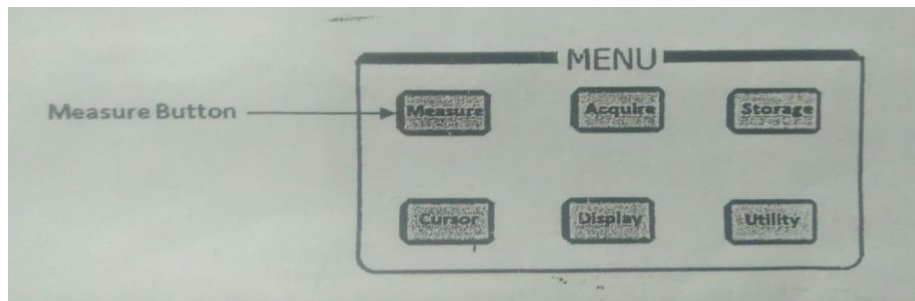 MENU
Measure Button
Measure Acquire Storage
Cursor Display Utility